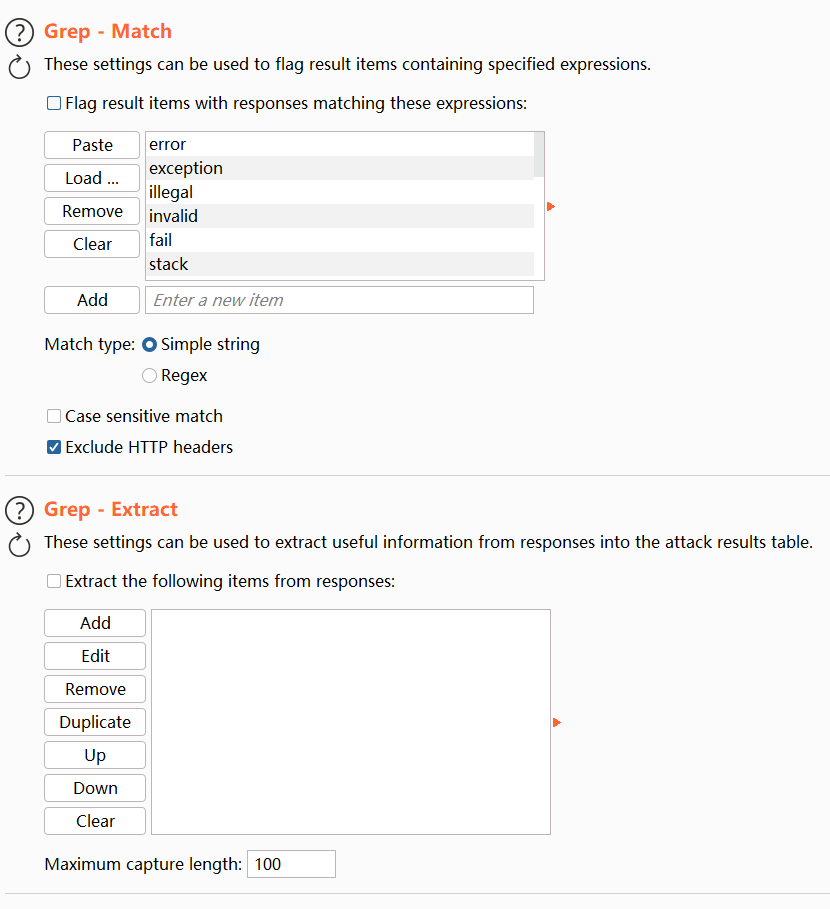 Grep - Match
These settings can be used to flag result items containing specified expressions.
Flag result items with responses matching these expressions:
Paste
Load ...
Remove
Clear
error
exception
illegal
invalid
fail
stack
Add
Enter a new item
Match type:
Simple string
Regex
Case sensitive match
Exclude HTTP headers
Grep - Extract
These settings can be used to extract useful information from responses into the attack results table.
Extract the following items from responses:
Add
Edit
Remove
Duplicate
Up
Down
Clear
Maximum capture length: 100